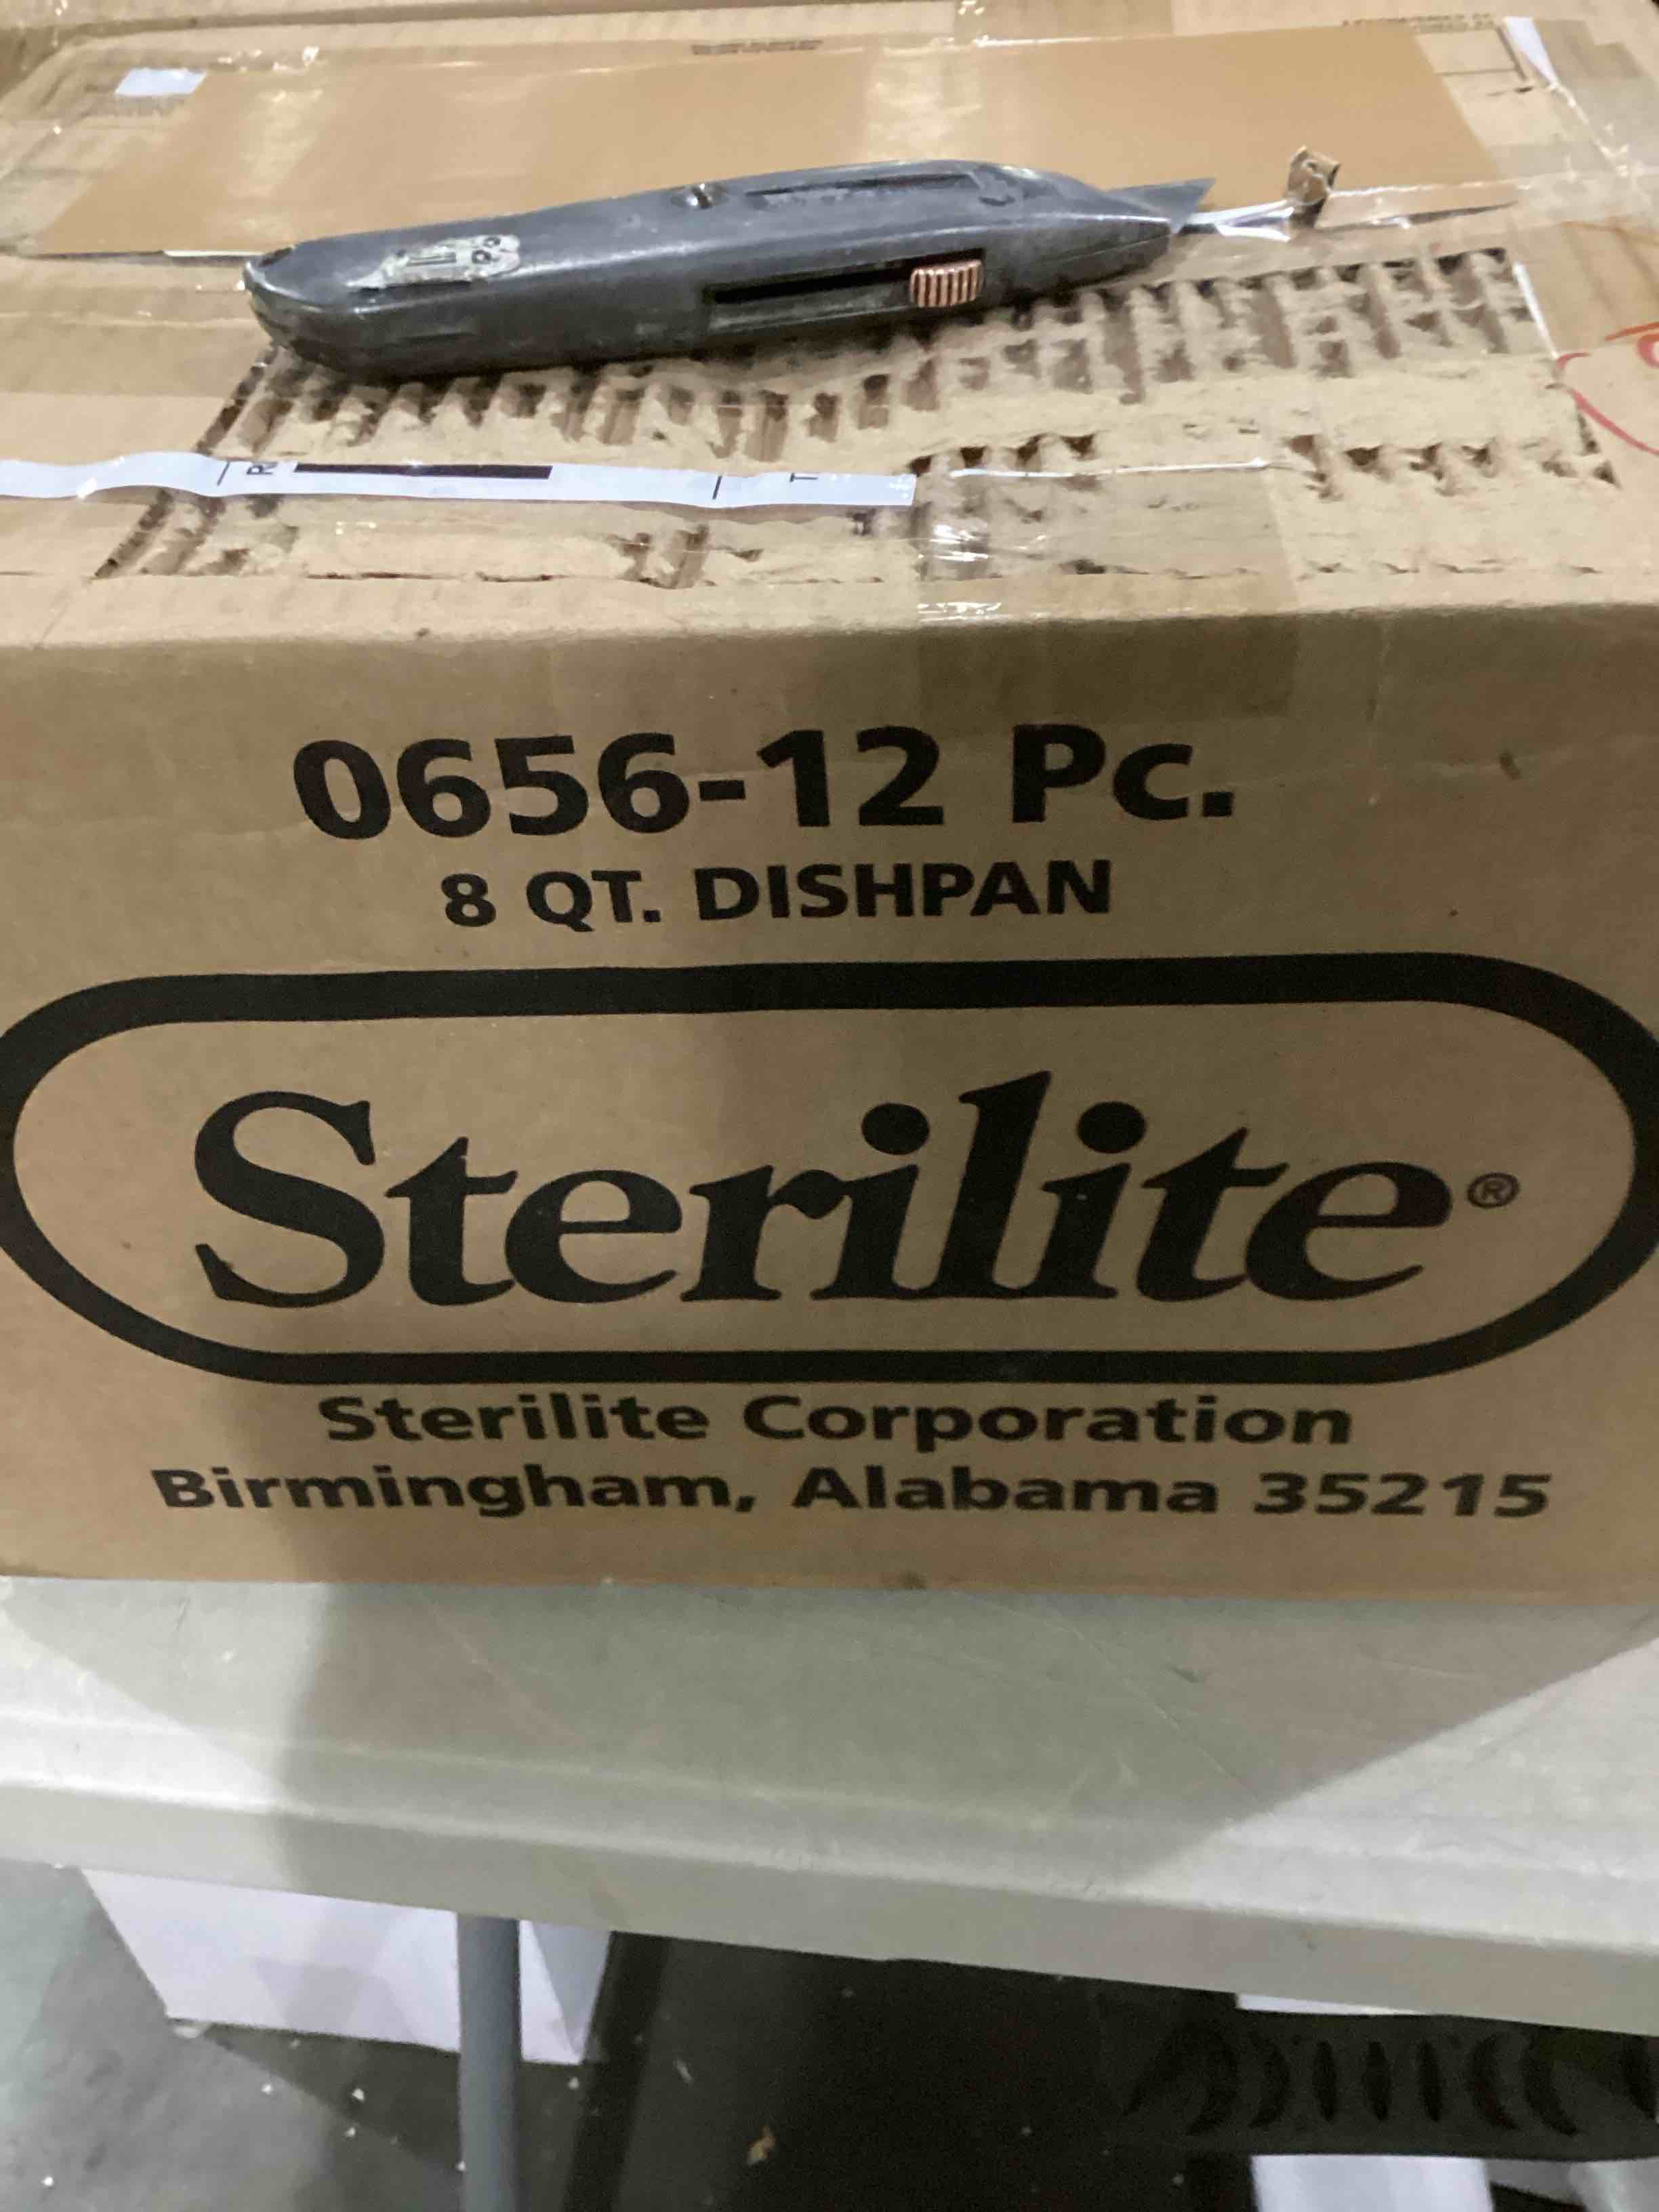 R
T
0656-12 Pc.
8 QT. DISHPAN
Sterilite®
Sterilite Corporation
Birmingham, Alabama 35215